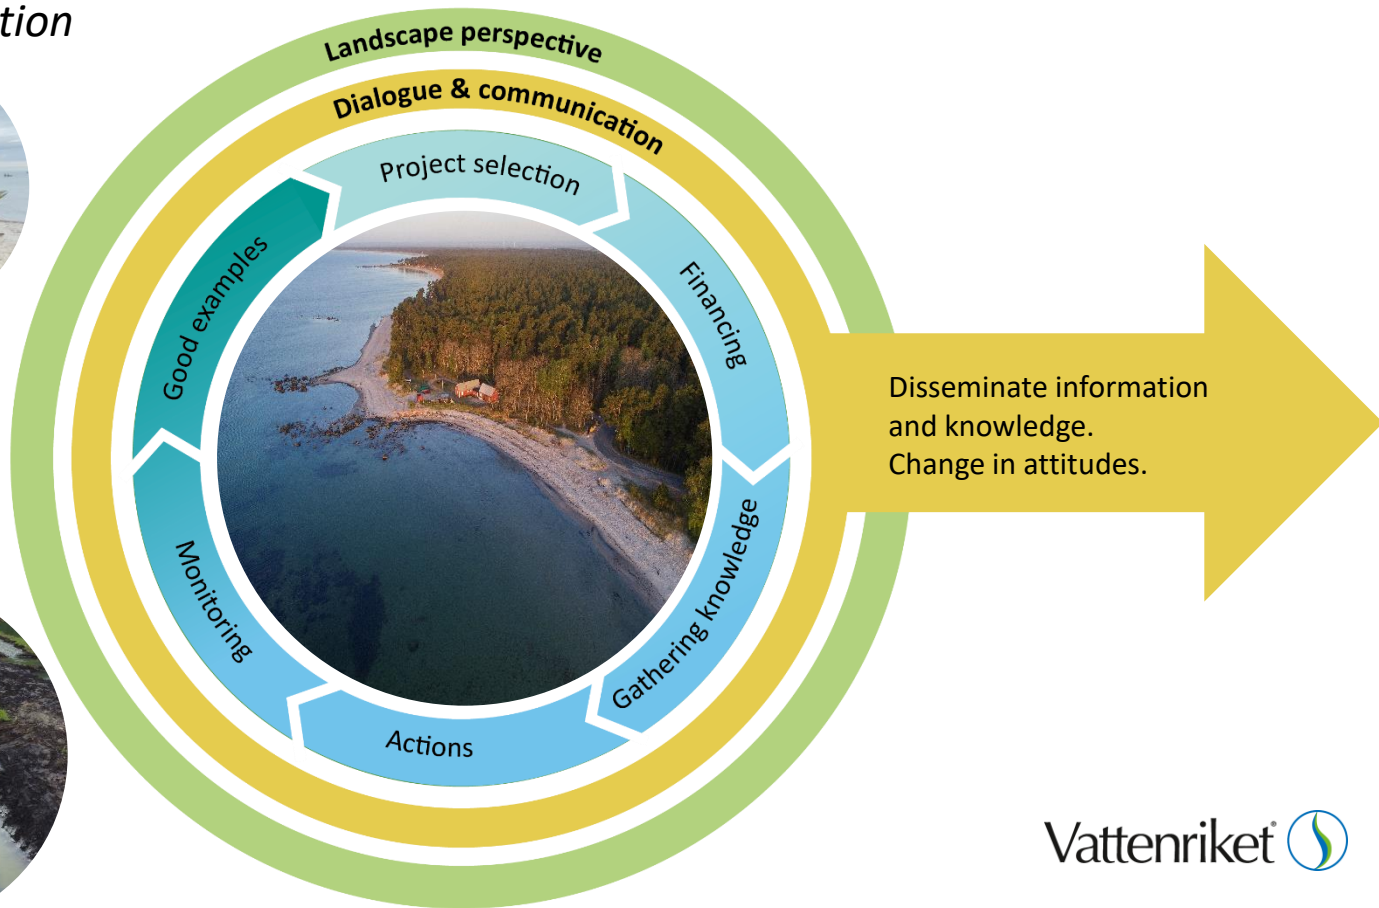 Landscape perspective
Dialogue & communication
Project selection
Financing
Gathering knowledge
Actions
Monitoring
Good examples
Disseminate information
and knowledge.
Change in attitudes.
Vattenriket